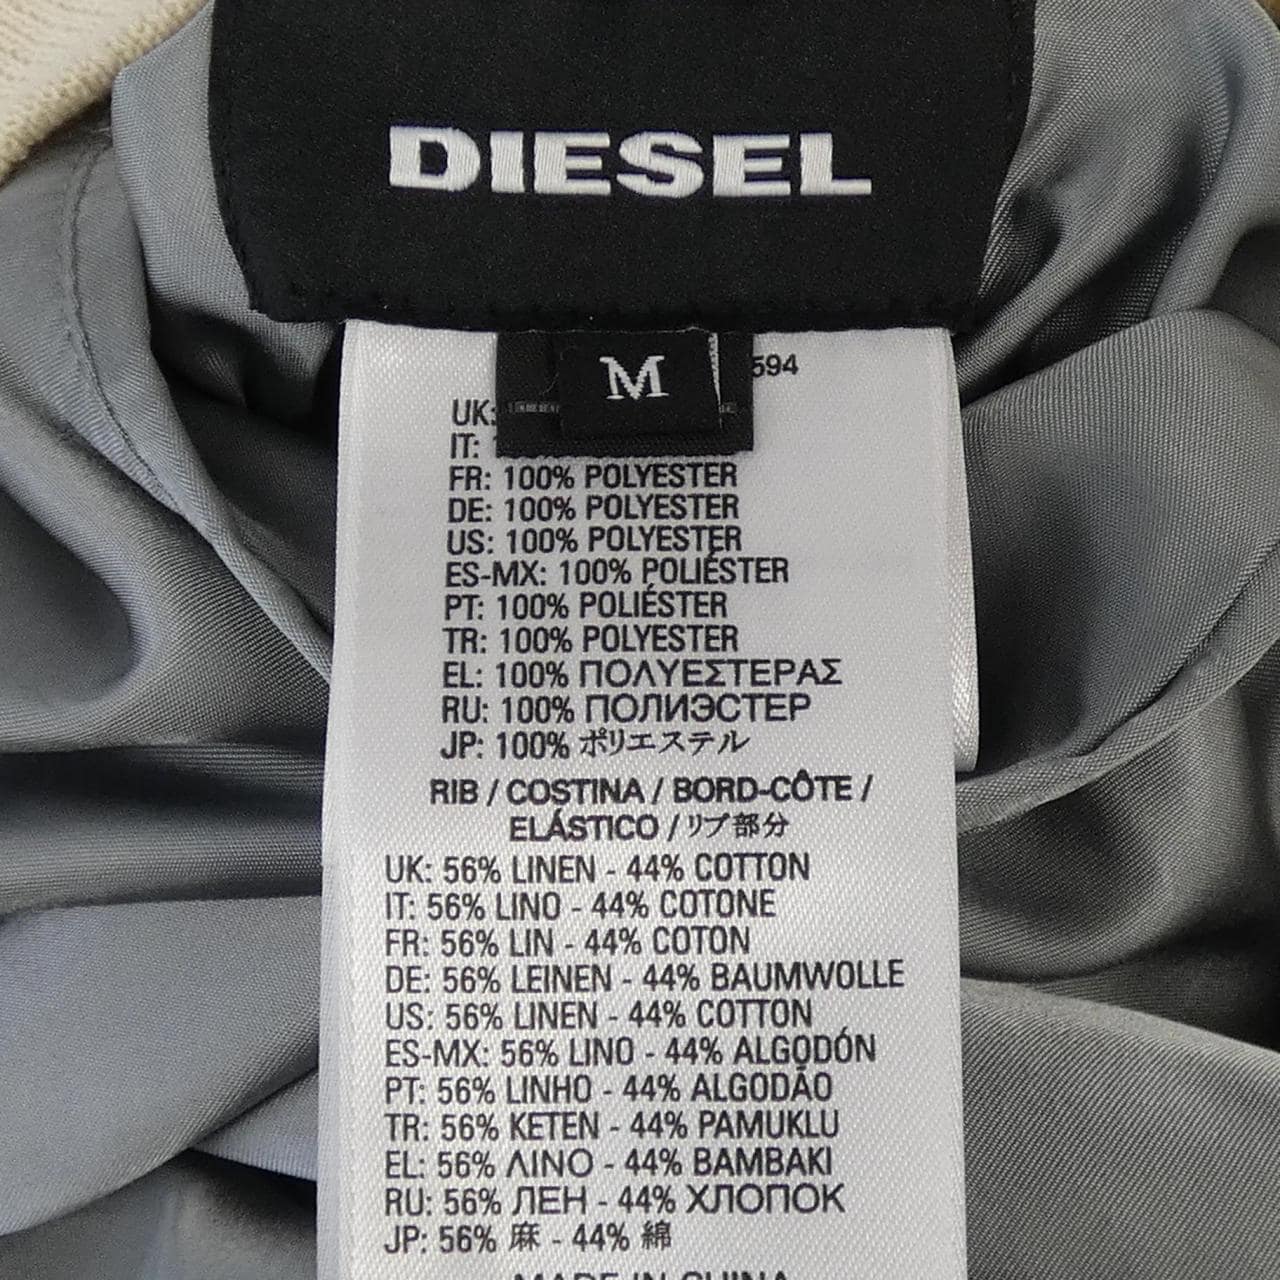 DIESEL
M
594
UK:
IT:
FR: 100% POLYESTER
DE: 100% POLYESTER
US: 100% POLYESTER
ES-MX: 100% POLIÉSTER
PT: 100% POLIÉSTER
TR: 100% POLYESTER
EL: 100% ΠΟΛΥΕΣΤΕΡΑΣ
RU: 100% ПОЛИЭСТЕР
JP: 100% ポリエステル
RIB / COSTINA / BORD-CÔTE /
ELÁSTICO / リブ部分
UK: 56% LINEN - 44% COTTON
IT: 56% LINO - 44% COTONE
FR: 56% LIN - 44% COTON
DE: 56% LEINEN - 44% BAUMWOLLE
US: 56% LINEN - 44% COTTON
ES-MX: 56% LINO - 44% ALGODÓN
PT: 56% LINHO - 44% ALGODÃO
TR: 56% KETEN - 44% PAMUKLU
EL: 56% ΛΙΝΟ - 44% ΒΑΜΒΑΚΙ
RU: 56% ЛЕН - 44% ХЛОПОК
JP: 56% 麻 - 44% 綿
MADE IN CHINA